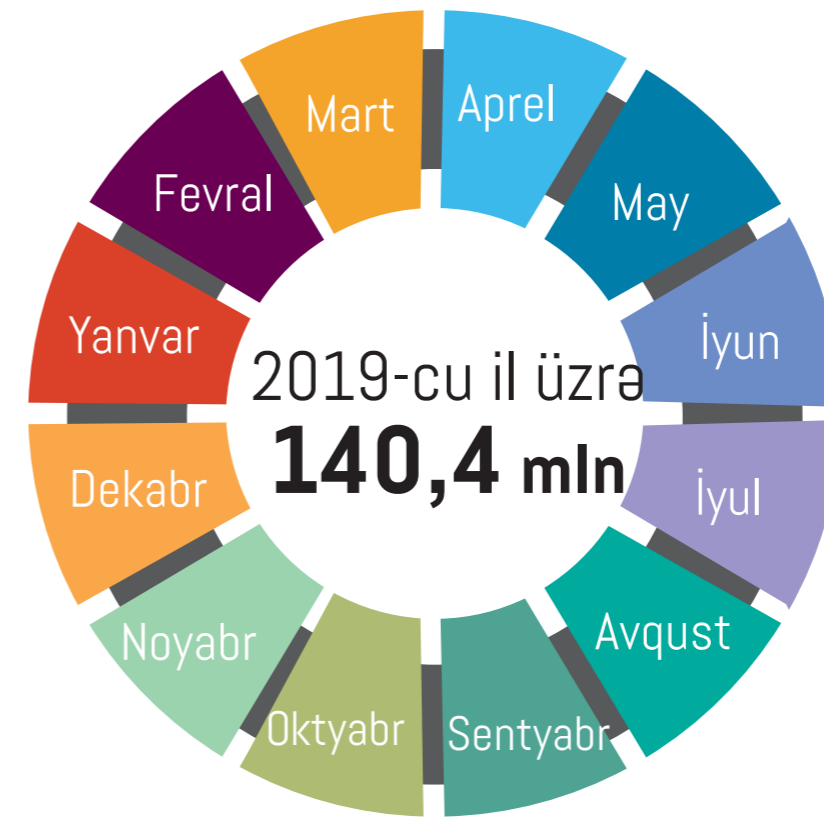 Yanvar
Fevral
Mart
Aprel
May
İyun
İyul
Avqust
Sentyabr
Oktyabr
Noyabr
Dekabr
2019-cu il üzrə
140,4 mln